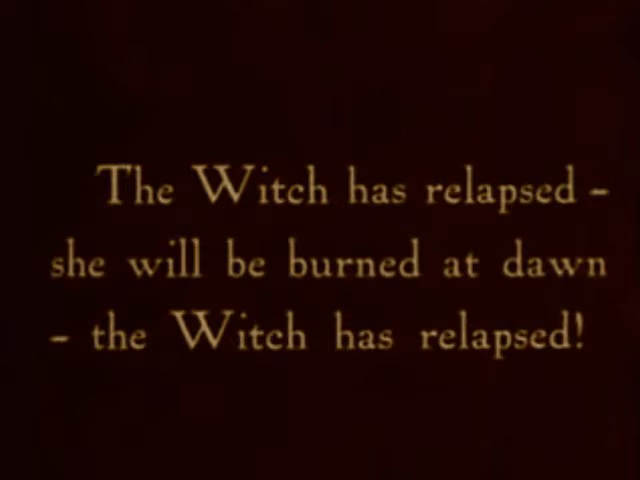 The Witch has relapsed -
she will be burned at dawn
- the Witch has relapsed!